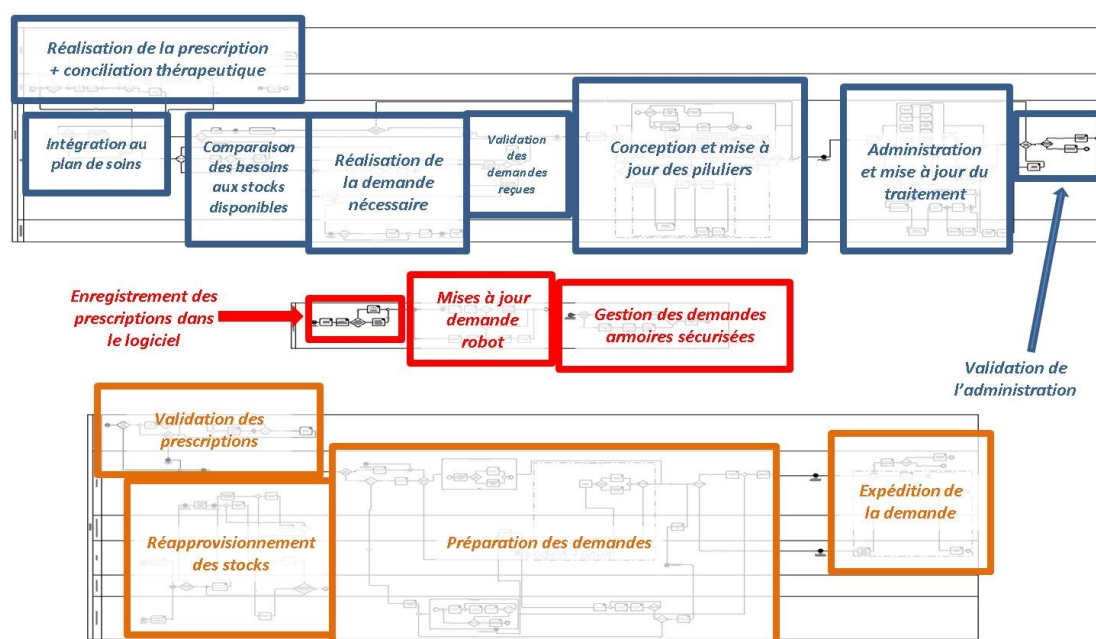 Réalisation de la prescription
+ conciliation thérapeutique
Intégration au
plan de soins
Comparaison
des besoins
aux stocks
disponibles
Réalisation de
la demande
nécessaire
Validation
des
demandes
reçues
Conception et mise à
jour des piluliers
Administration
et mise à jour du
traitement
Validation de
l’administration
Enregistrement des
prescriptions dans
le logiciel
Mises à jour
demande
robot
Gestion des demandes
armoires sécurisées
Validation des
prescriptions
Réapprovisionnement
des stocks
Préparation des demandes
Expédition de
la demande